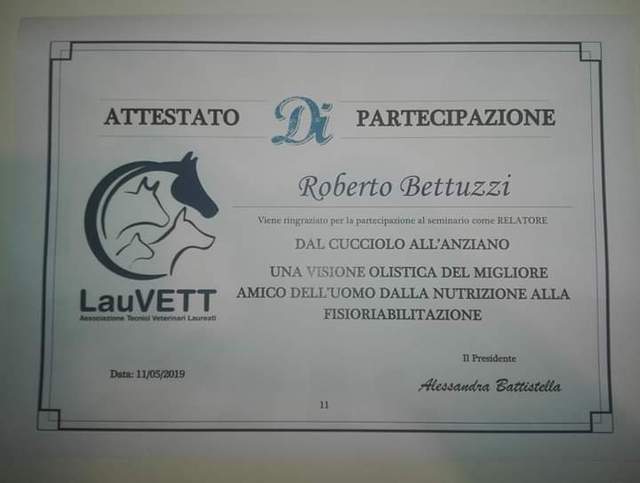 ATTESTATO Di PARTECIPAZIONE
Roberto Bettuzzi
Viene ringraziato per la partecipazione al seminario come RELATORE
DAL CUCCIOLO ALL'ANZIANO
UNA VISIONE OLISTICA DEL MIGLIORE
AMICO DELL'UOMO DALLA NUTRIZIONE ALLA
FISIORIABILITAZIONE
LauVETT
Associazione Tecnici Veterinari Laureati
Data: 11/05/2019
Il Presidente
Alessandra Battistella
11